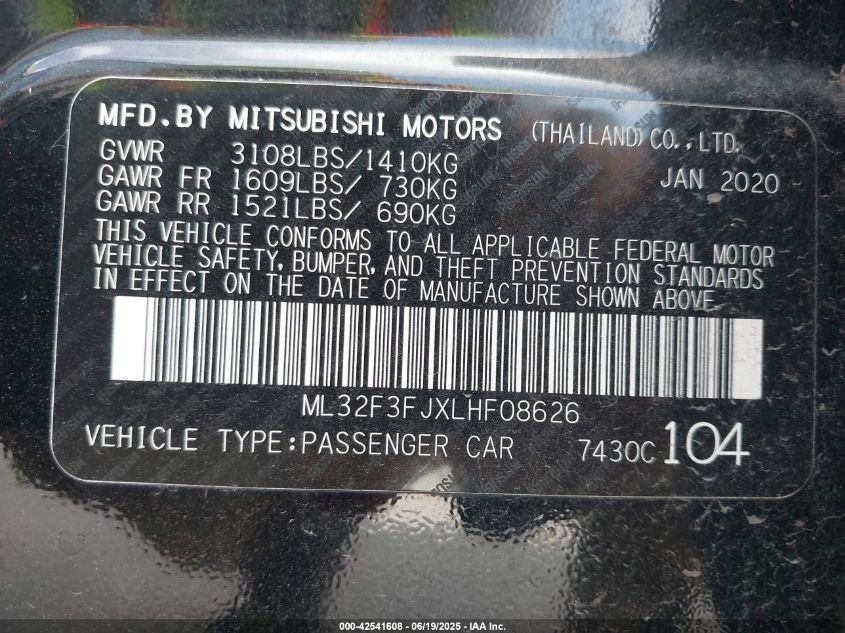 MFD.BY MITSUBISHI MOTORS (THAILAND) CO.,LTD.
GVWR 3108LBS/1410KG JAN 2020
GAWR FR 1609LBS/ 730KG
GAWR RR 1521LBS/ 690KG
THIS VEHICLE CONFORMS TO ALL APPLICABLE FEDERAL MOTOR
VEHICLE SAFETY, BUMPER, AND THEFT PREVENTION STANDARDS
IN EFFECT ON THE DATE OF MANUFACTURE SHOWN ABOVE
ML32F3FJXLHF08626
VEHICLE TYPE:PASSENGER CAR 7430C 104
000-42541608 - 06/19/2025 - IAA Inc.